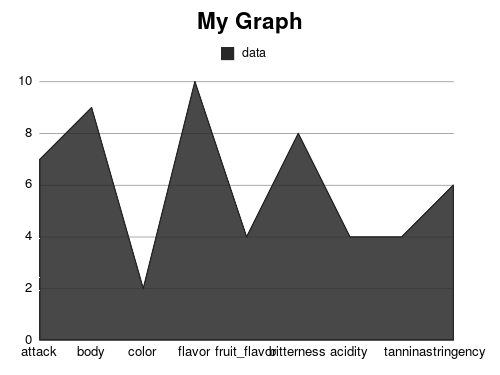 My Graph
data
10
8
6
4
2
0
attack body color flavor fruit_flavor bitterness acidity tannin astringency